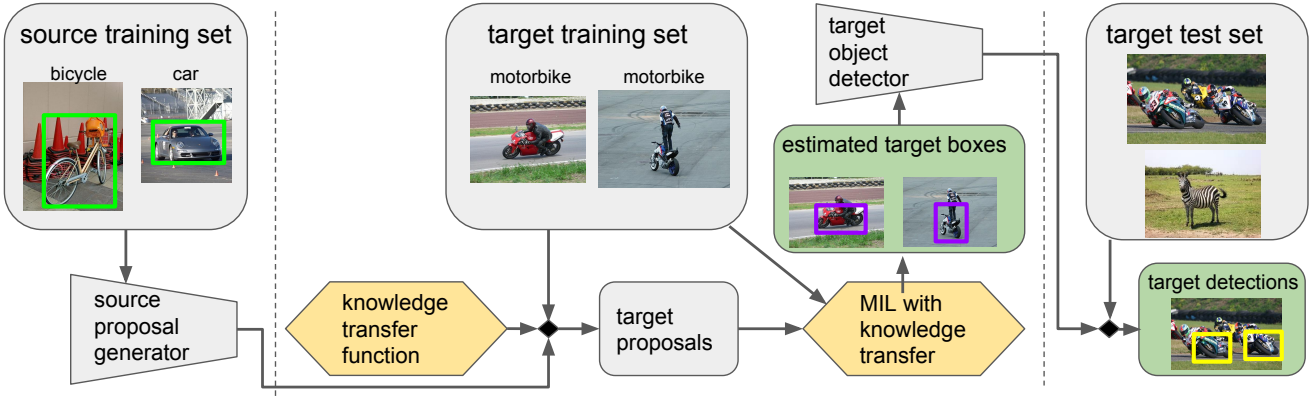 source training set
bicycle
car
source
proposal
generator
target training set
motorbike
motorbike
knowledge
transfer
function
target
proposals
MIL with
knowledge
transfer
estimated target boxes
target
object
detector
target test set
target detections